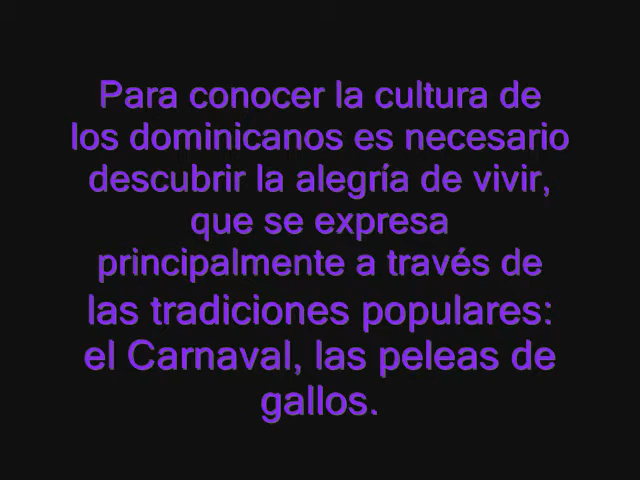 Para conocer la cultura de
los dominicanos es necesario
descubrir la alegría de vivir,
que se expresa
principalmente a través de
las tradiciones populares:
el Carnaval, las peleas de
gallos.